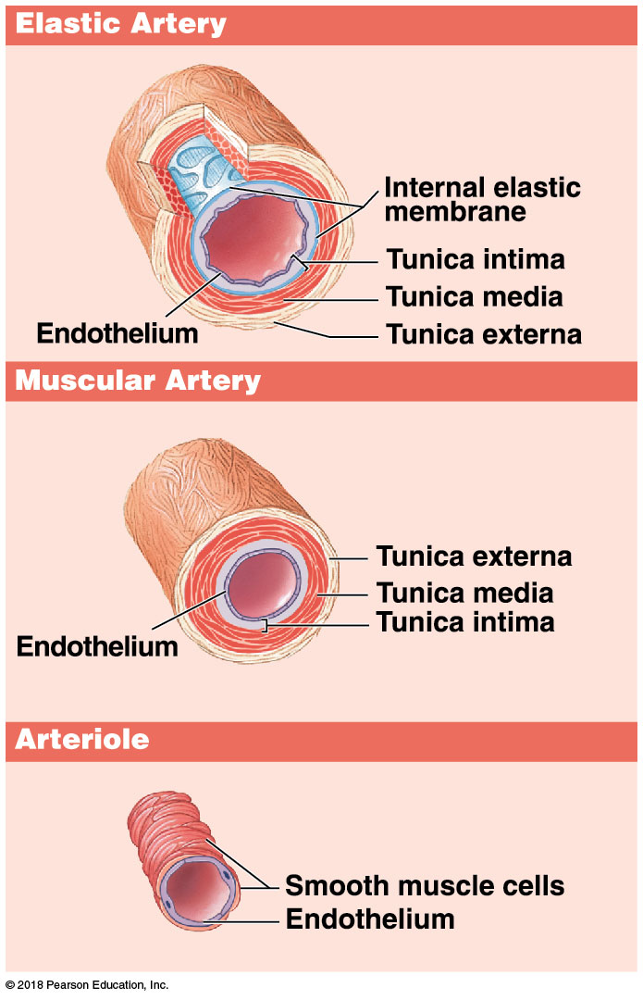 Elastic Artery
Internal elastic
membrane
Tunica intima
Tunica media
Endothelium
Tunica externa
Muscular Artery
Tunica externa
Tunica media
Tunica intima
Endothelium
Arteriole
Smooth muscle cells
Endothelium
© 2018 Pearson Education, Inc.